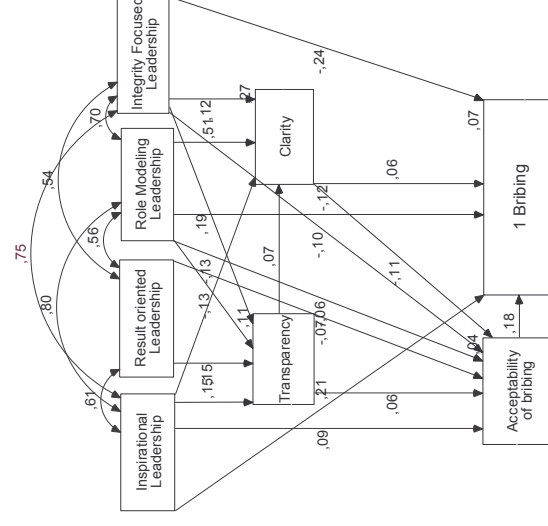 Inspirational
Leadership
Result oriented
Leadership
Role Modeling
Leadership
Integrity Focused
Leadership
Transparency
Clarity
Acceptability
of bribing
1 Bribing
,61
,80
,75
,56
,54
,70
,15
,15
,11
,19
-,13
-,13
,51
,12
,27
,07
-,10
-,12
-,24
,07
,06
-,11
-,07
,06
,04
,21
,06
,09
,18